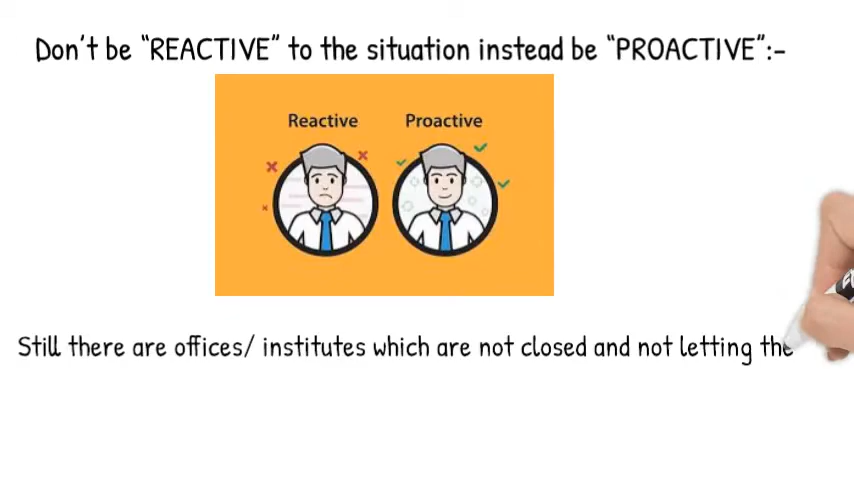 Don't be “REACTIVE” to the situation instead be “PROACTIVE”:-
Reactive Proactive
Still there are offices/ institutes which are not closed and not letting the